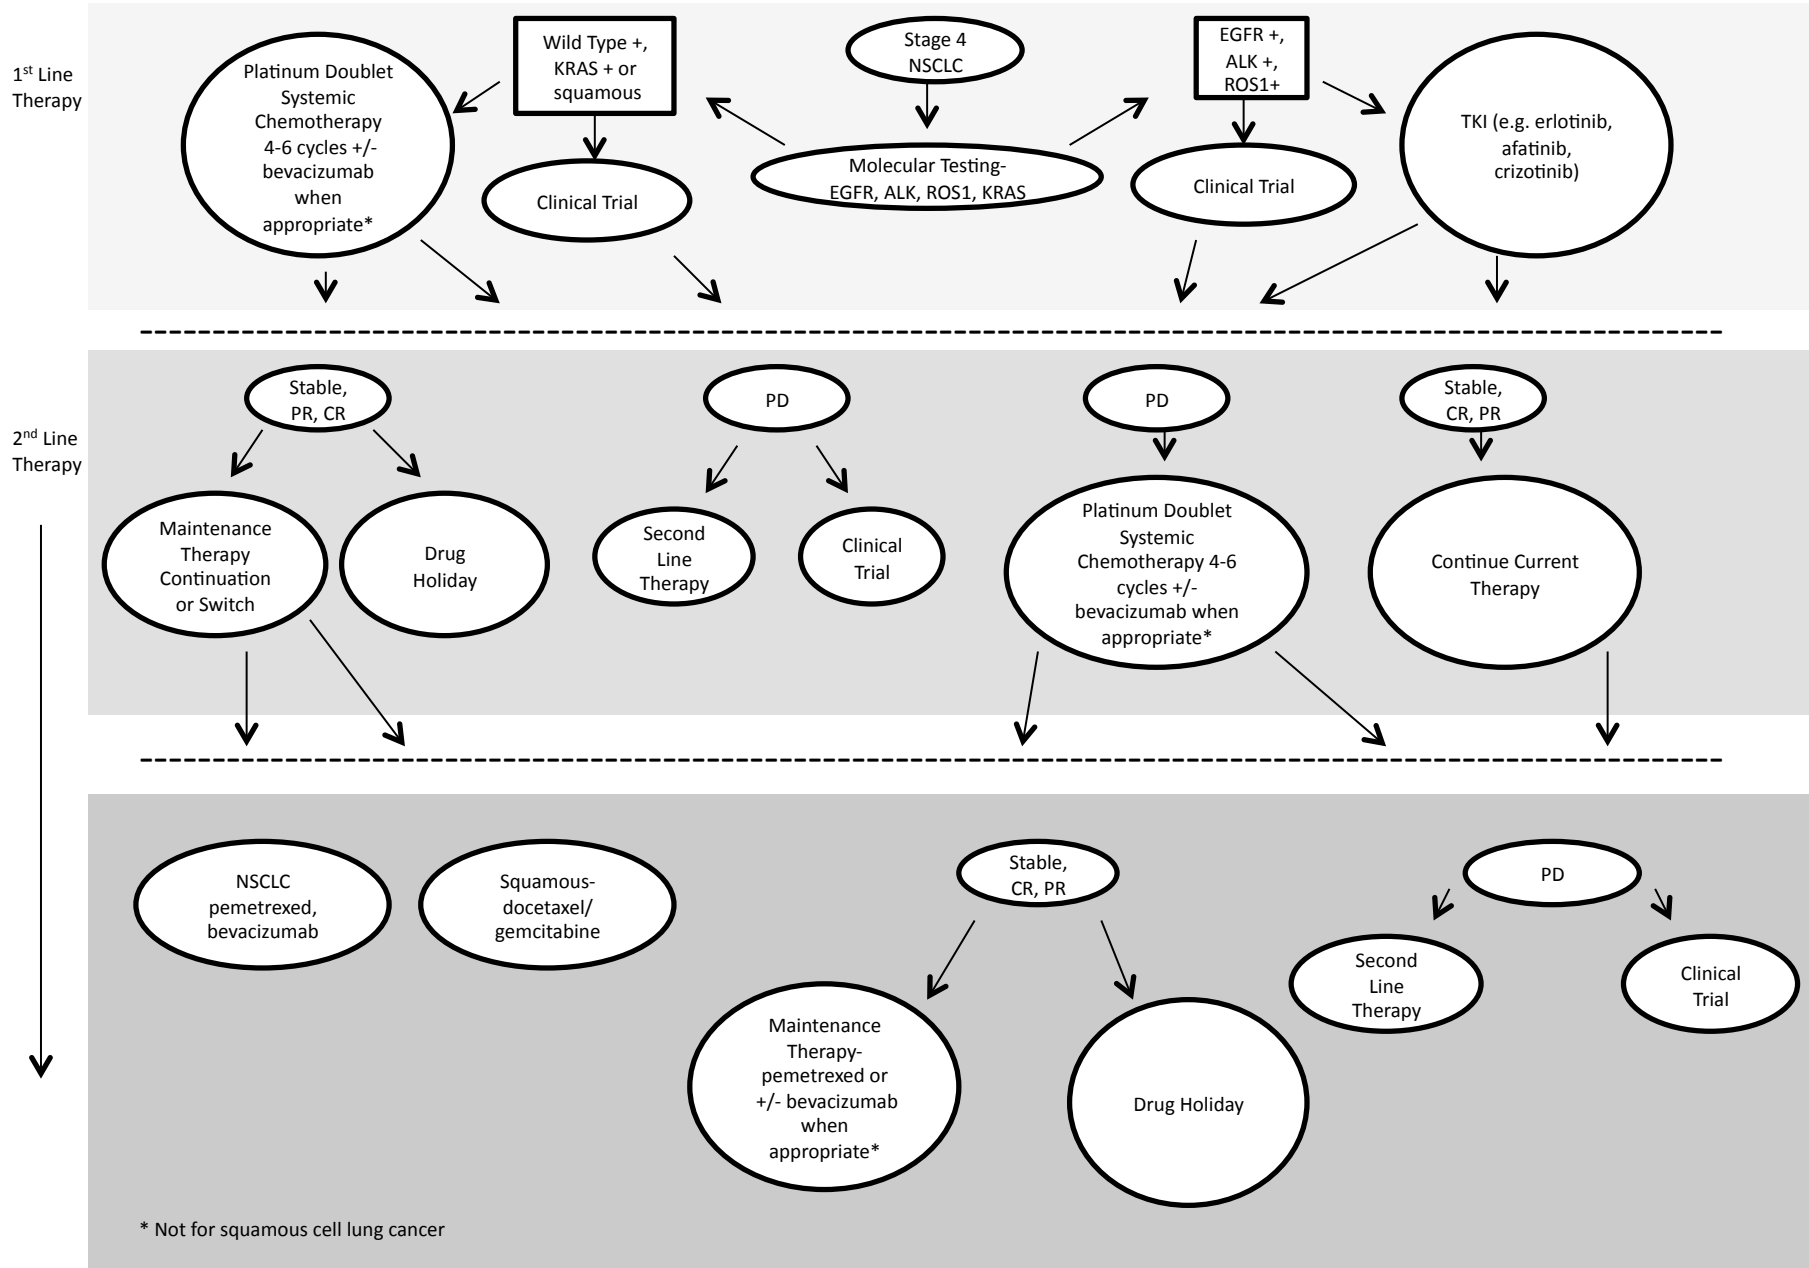 1st Line
Therapy
Platinum Doublet
Systemic
Chemotherapy
4-6 cycles +/-
bevacizumab
when
appropriate*
Wild Type +,
KRAS + or
squamous
Clinical Trial
Stage 4
NSCLC
Molecular Testing-
EGFR, ALK, ROS1, KRAS
EGFR +,
ALK +,
ROS1+
Clinical Trial
TKI (e.g. erlotinib,
afatinib,
crizotinib)
2nd Line
Therapy
Stable,
PR, CR
PD
PD
Stable,
CR, PR
Maintenance
Therapy
Continuation
or Switch
Drug
Holiday
Second
Line
Therapy
Clinical
Trial
Platinum Doublet
Systemic
Chemotherapy 4-6
cycles +/-
bevacizumab when
appropriate*
Continue Current
Therapy
NSCLC
pemetrexed,
bevacizumab
Squamous-
docetaxel/
gemcitabine
Stable,
CR, PR
PD
Maintenance
Therapy-
pemetrexed or
+/- bevacizumab
when
appropriate*
Drug Holiday
Second
Line
Therapy
Clinical
Trial
* Not for squamous cell lung cancer